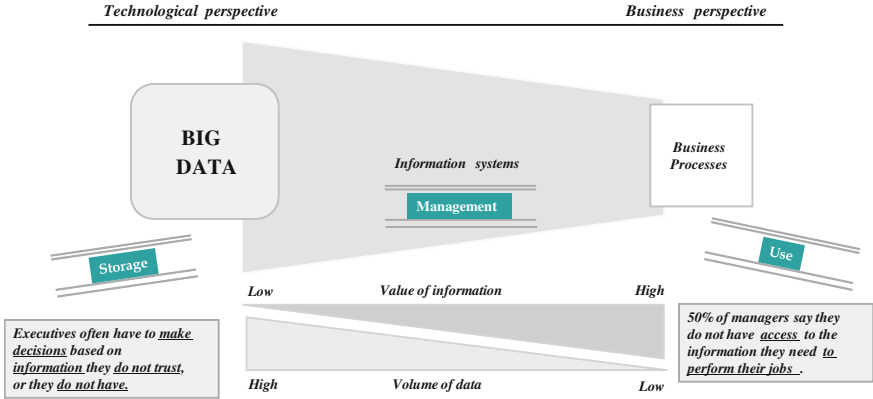 Technological perspective
Business perspective
BIG
DATA
Information systems
Management
Business
Processes
Storage
Use
Low
Value of information
High
High
Volume of data
Low
Executives often have to make
decisions based on
information they do not trust,
or they do not have.
50% of managers say they
do not have access to the
information they need to
perform their jobs .